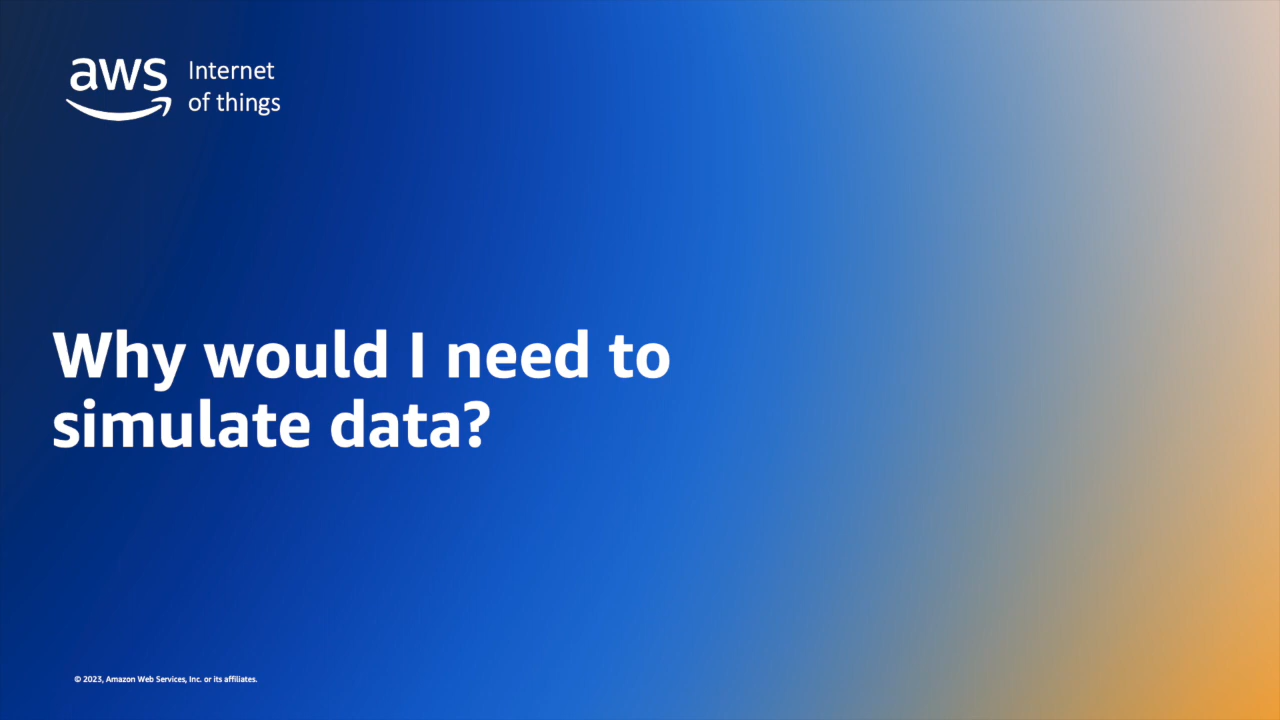 aws
Internet
of things
Why would I need to
simulate data?
© 2023, Amazon Web Services, Inc. or its affiliates.